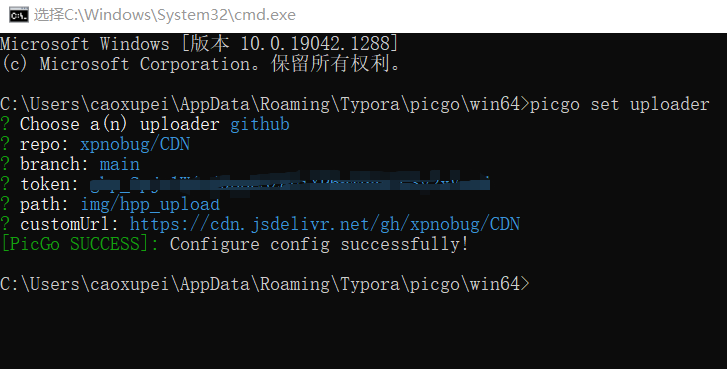 选择C:\Windows\System32\cmd.exe
Microsoft Windows [版本 10.0.19042.1288]
(c) Microsoft Corporation。保留所有权利。
C:\Users\caoxupei\AppData\Roaming\Typora\picgo\win64>picgo set uploader
? Choose a(n) uploader github
? repo: xpnobug/CDN
? branch: main
? token:
? path: img/hpp_upload
? customUrl: https://cdn.jsdelivr.net/gh/xpnobug/CDN
[PicGo SUCCESS]: Configure config successfully!
C:\Users\caoxupei\AppData\Roaming\Typora\picgo\win64>